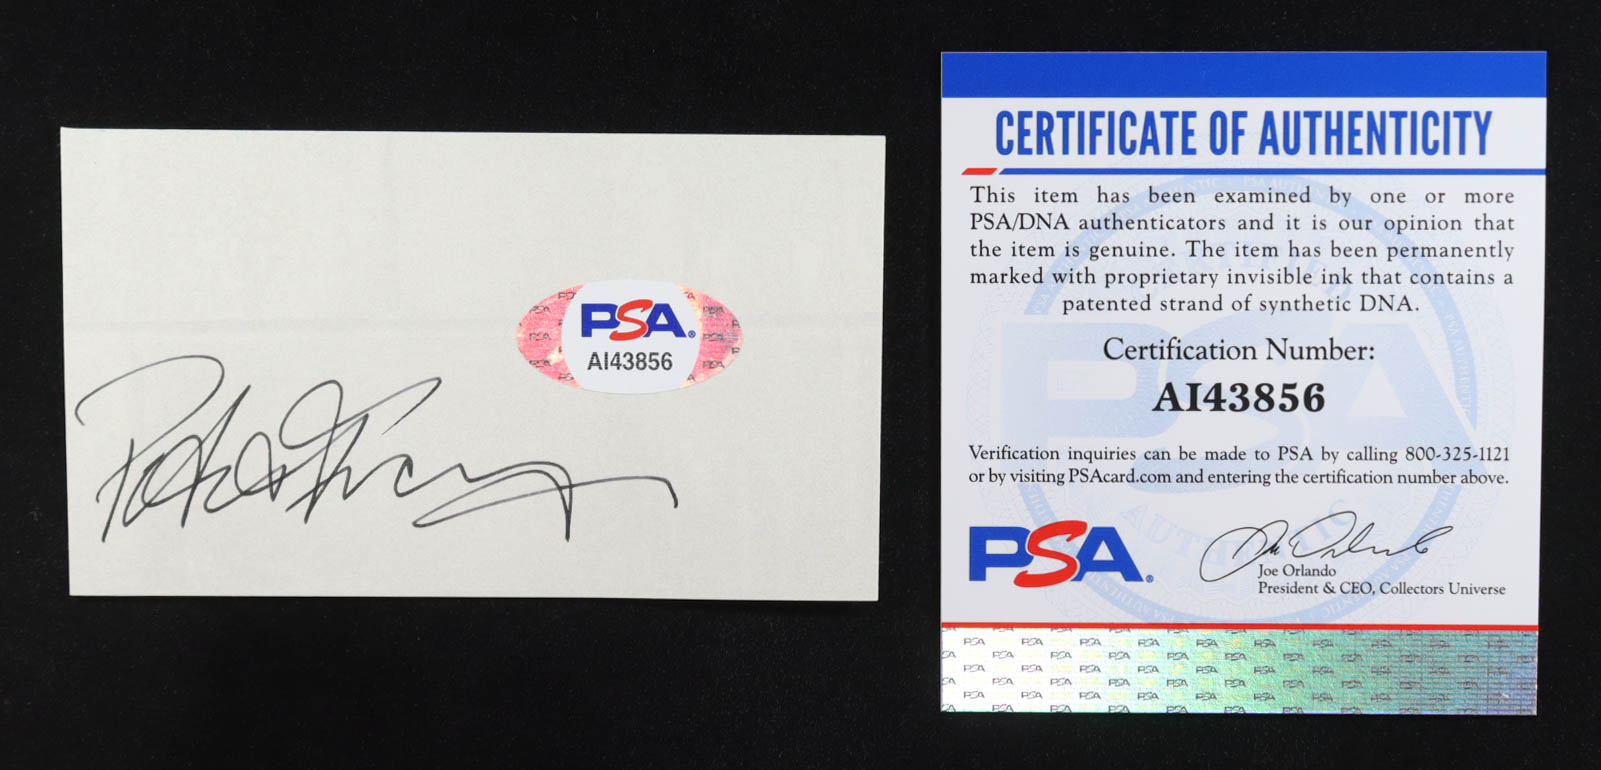 PSA
AI43856
CERTIFICATE OF AUTHENTICITY
This item has been examined by one or more
PSA/DNA authenticators and it is our opinion that
the item is genuine. The item has been permanently
marked with proprietary invisible ink that contains a
patented strand of synthetic DNA.
Certification Number:
AI43856
Verification inquiries can be made to PSA by calling 800-325-1121
or by visiting PSAcard.com and entering the certification number above.
PSA
Joe Orlando
President & CEO, Collectors Universe